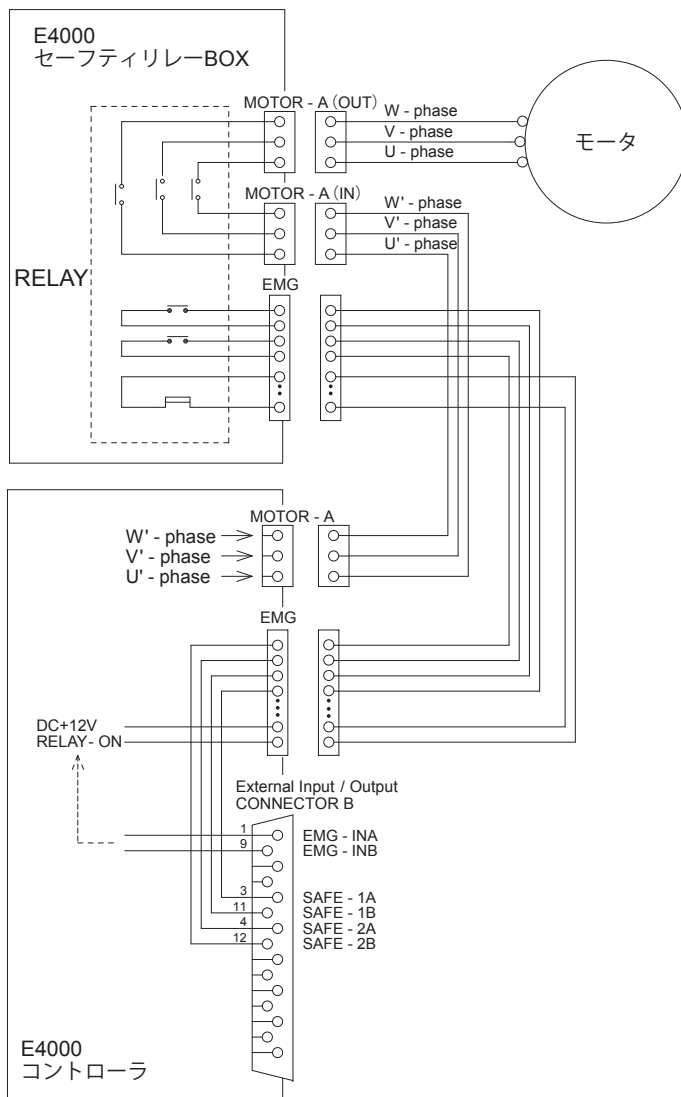 E4000
セーフティリレーBOX
MOTOR - A（OUT）
W - phase
V - phase
U - phase
モータ
MOTOR - A（IN）
W' - phase
V' - phase
U' - phase
RELAY
EMG
MOTOR - A
W' - phase
V' - phase
U' - phase
EMG
DC+12V
RELAY- ON
External Input / Output
CONNECTOR B
1 EMG - INA
9 EMG - INB
3 SAFE - 1A
11 SAFE - 1B
4 SAFE - 2A
12 SAFE - 2B
E4000
コントローラ